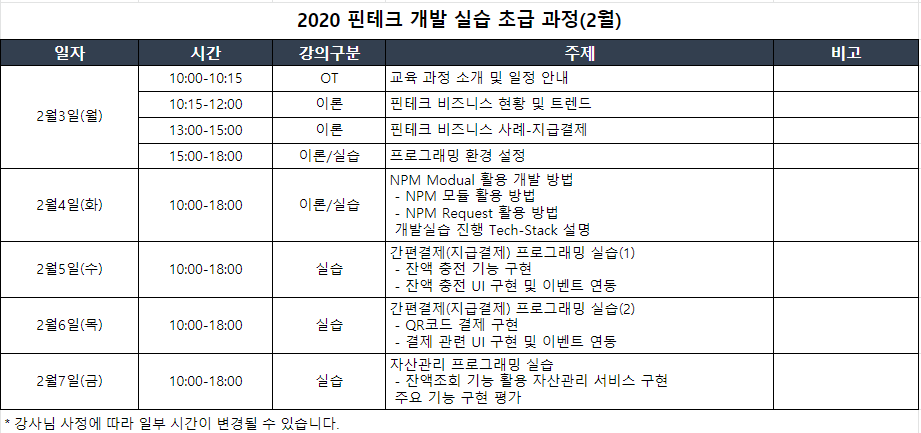 2020 핀테크 개발 실습 초급 과정(2월)
일자 시간 강의구분 주제 비고
2월3일(월)
10:00-10:15 OT 교육 과정 소개 및 일정 안내
10:15-12:00 이론 핀테크 비즈니스 현황 및 트렌드
13:00-15:00 이론 핀테크 비즈니스 사례-지급결제
15:00-18:00 이론/실습 프로그래밍 환경 설정
2월4일(화) 10:00-18:00 이론/실습
NPM Modual 활용 개발 방법
- NPM 모듈 활용 방법
- NPM Request 활용 방법
개발실습 진행 Tech-Stack 설명
2월5일(수) 10:00-18:00 실습
간편결제(지급결제) 프로그래밍 실습(1)
- 잔액 충전 기능 구현
- 잔액 충전 UI 구현 및 이벤트 연동
2월6일(목) 10:00-18:00 실습
간편결제(지급결제) 프로그래밍 실습(2)
- QR코드 결제 구현
- 결제 관련 UI 구현 및 이벤트 연동
2월7일(금) 10:00-18:00 실습
자산관리 프로그래밍 실습
- 잔액조회 기능 활용 자산관리 서비스 구현
주요 기능 구현 평가
* 강사님 사정에 따라 일부 시간이 변경될 수 있습니다.